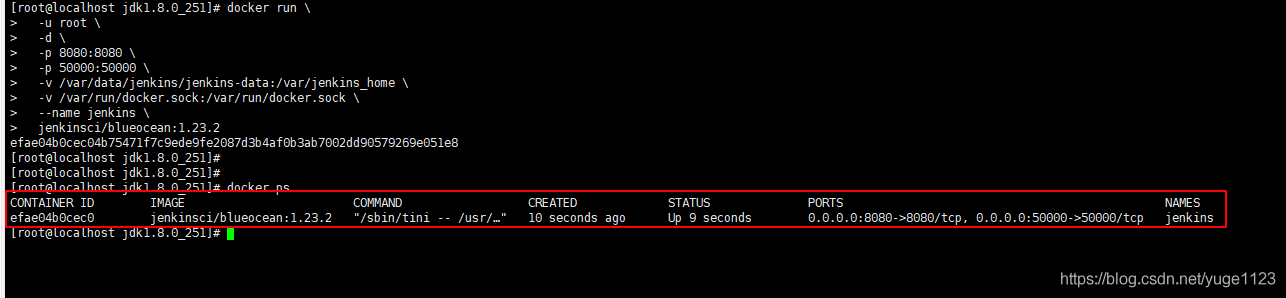 [root@localhost jdk1.8.0_251]# docker run \
>   -u root \
>   -d \
>   -p 8080:8080 \
>   -p 50000:50000 \
>   -v /var/data/jenkins/jenkins-data:/var/jenkins_home \
>   -v /var/run/docker.sock:/var/run/docker.sock \
>   --name jenkins \
>   jenkinsci/blueocean:1.23.2
efae04b0cec04b75471f7c9ede9fe2087d3b4af0b3ab7002dd90579269e051e8
[root@localhost jdk1.8.0_251]#
[root@localhost jdk1.8.0_251]#
[root@localhost jdk1.8.0_251]# docker ps
CONTAINER ID        IMAGE                        COMMAND                  CREATED             STATUS              PORTS                                              NAMES
efae04b0cec0        jenkinsci/blueocean:1.23.2   "/sbin/tini -- /usr/…"   10 seconds ago      Up 9 seconds        0.0.0.0:8080->8080/tcp, 0.0.0.0:50000->50000/tcp   jenkins
[root@localhost jdk1.8.0_251]#
https://blog.csdn.net/yuge1123